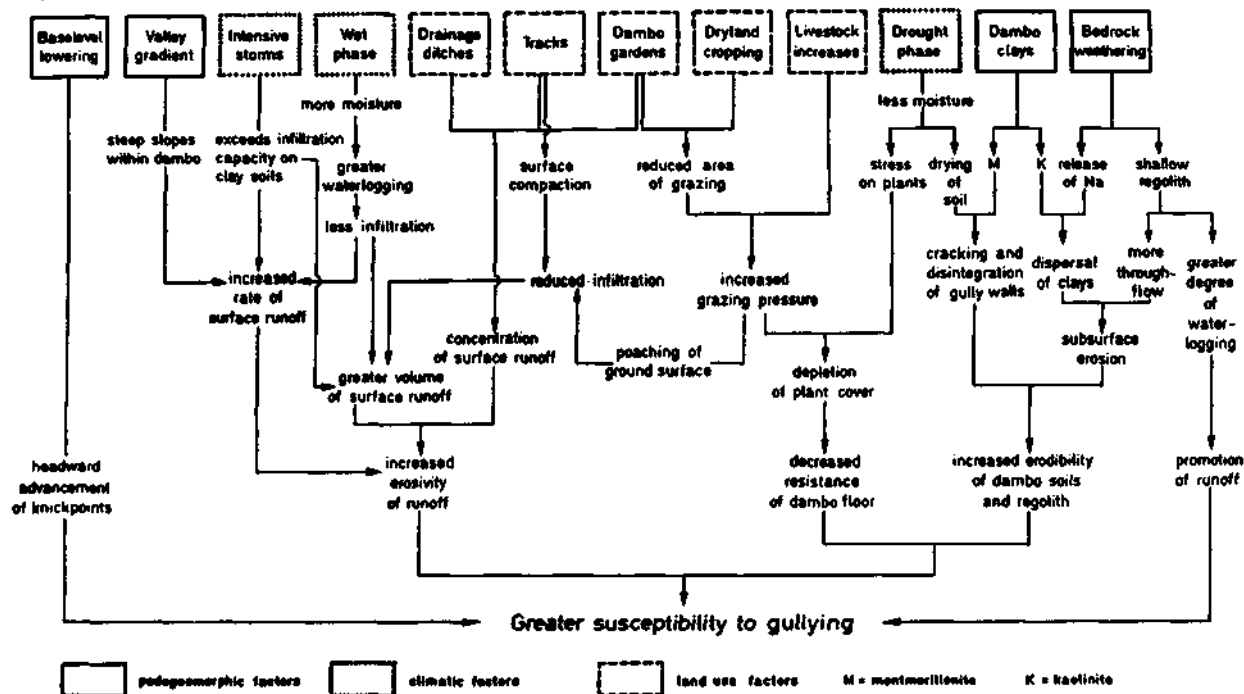 Baselevel
lowering
Valley
gradient
Intensive
storms
Wet
phase
Drainage
ditches
Tracks
Dambo
gardens
Dryland
cropping
Livestock
increases
Drought
phase
Dambo
clays
Bedrock
weathering
more moisture
less moisture
steep slopes
within dambo
exceeds infiltration
capacity on
clay soils
greater
waterlogging
less infiltration
surface
compaction
reduced area
of grazing
stress
on plants
drying
of
soil
M
K
release
of Na
shallow
regolith
increased
rate of
surface runoff
reduced infiltration
increased
grazing pressure
cracking and
disintegration
of gully walls
dispersal
of clays
more
through-
flow
greater
degree
of
water-
logging
concentration
of surface runoff
poaching of
ground surface
subsurface
erosion
greater volume
of surface runoff
depletion
of plant cover
headward
advancement
of knickpoints
increased
erosivity
of runoff
decreased
resistance
of dambo floor
increased erodibility
of dambo soils
and regolith
promotion
of runoff
Greater susceptibility to gullying
pedogeomorphic factors
climatic factors
land use factors
M = montmorillonite
K = kaolinite